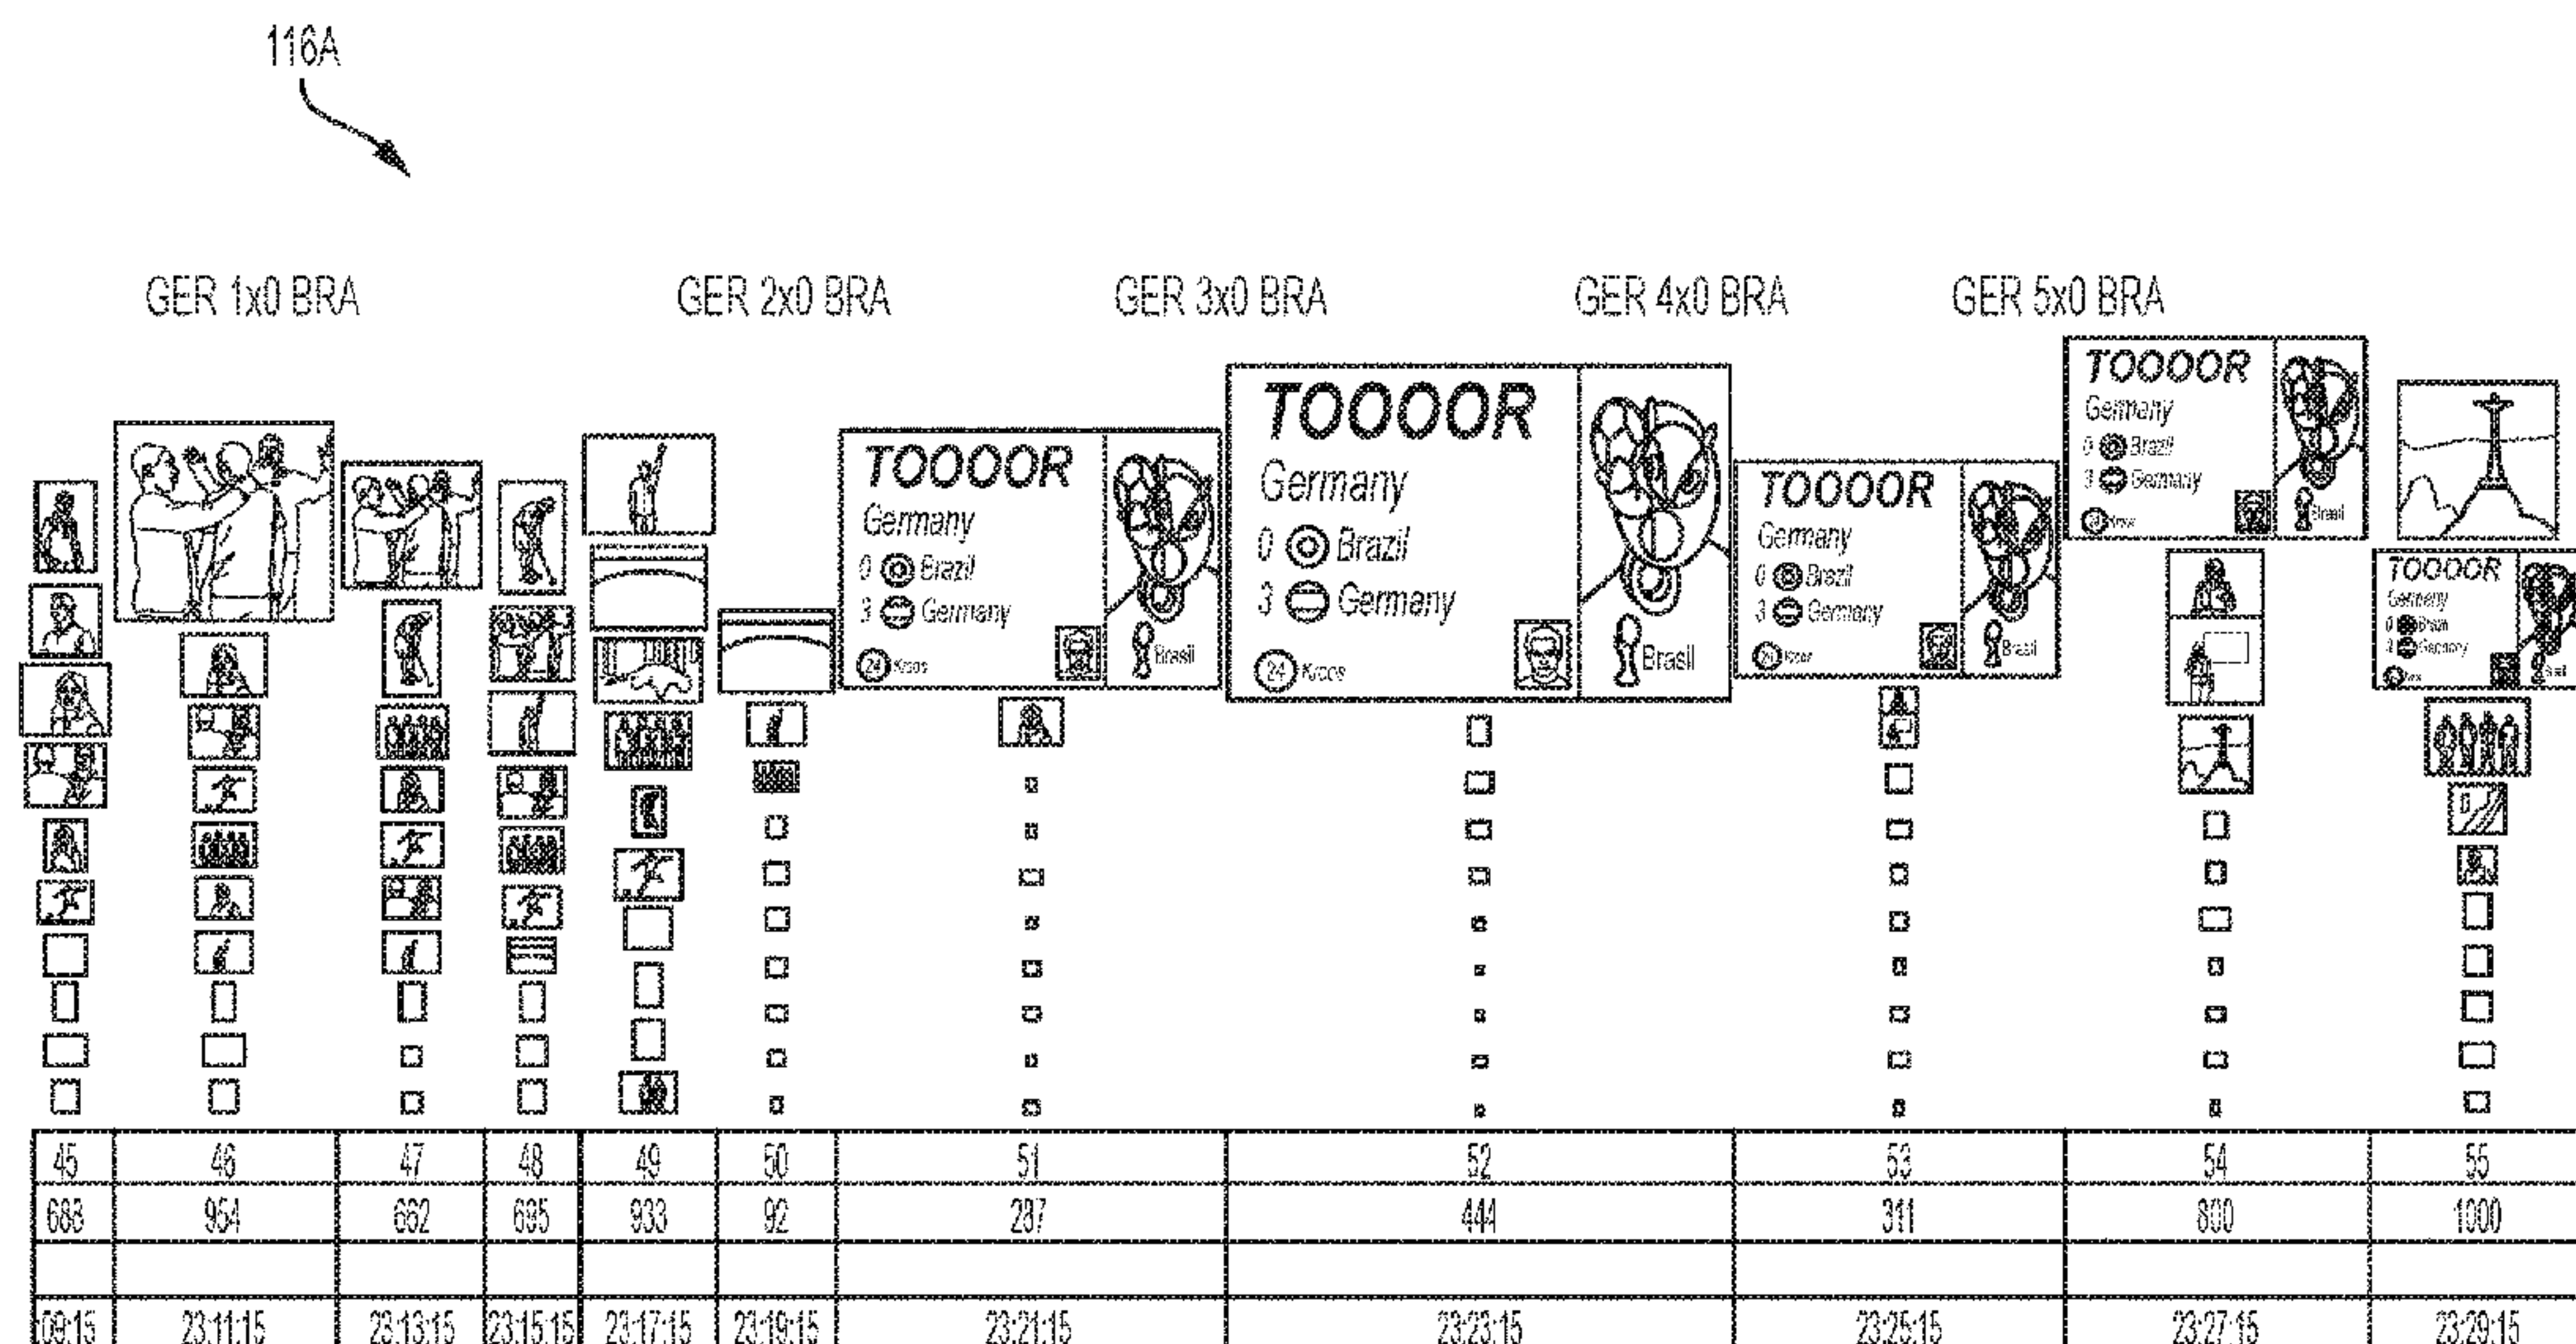 116A
GER 1x0 BRA GER 2x0 BRA GER 3x0 BRA GER 4x0 BRA GER 5x0 BRA
TOOOOR
Germany
0 Brazil
3 Germany
24 Kroos
Brasil
TOOOOR
Germany
0 Brazil
3 Germany
24 Kroos
Brasil
TOOOOR
Germany
0 Brazil
3 Germany
Brasil
TOOOOR
Germany
0 Brazil
3 Germany
Brasil
TOOOOR
Germany
0 Brazil
3 Germany
45 46 47 48 49 50 51 52 53 54 55
688 954 662 695 933 92 287 444 311 800 1000
:09:15 23:11:15 23:13:15 23:15:15 23:17:15 23:19:15 23:21:15 23:23:15 23:25:15 23:27:15 23:29:15